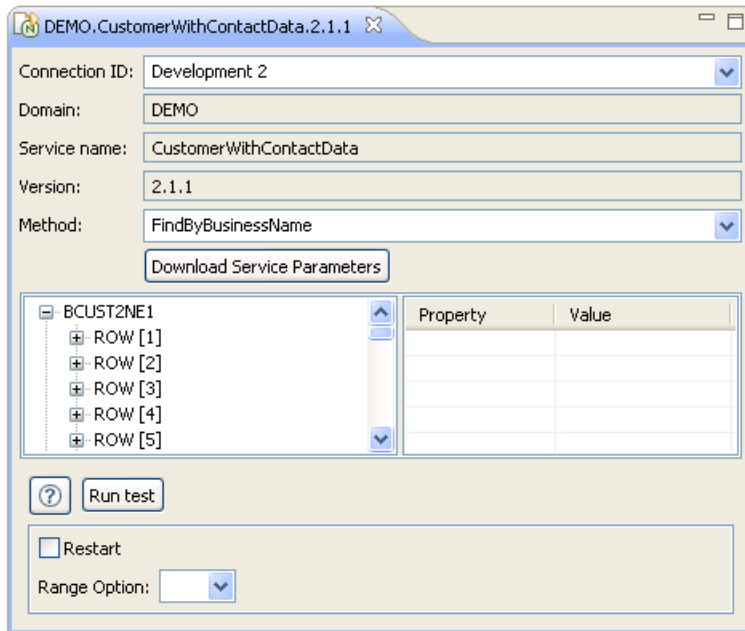 DEMO.CustomerWithContactData.2.1.1
Connection ID: Development 2
Domain: DEMO
Service name: CustomerWithContactData
Version: 2.1.1
Method: FindByBusinessName
Download Service Parameters
BCUST2NE1
ROW [1]
ROW [2]
ROW [3]
ROW [4]
ROW [5]
Property Value
? Run test
Restart
Range Option: